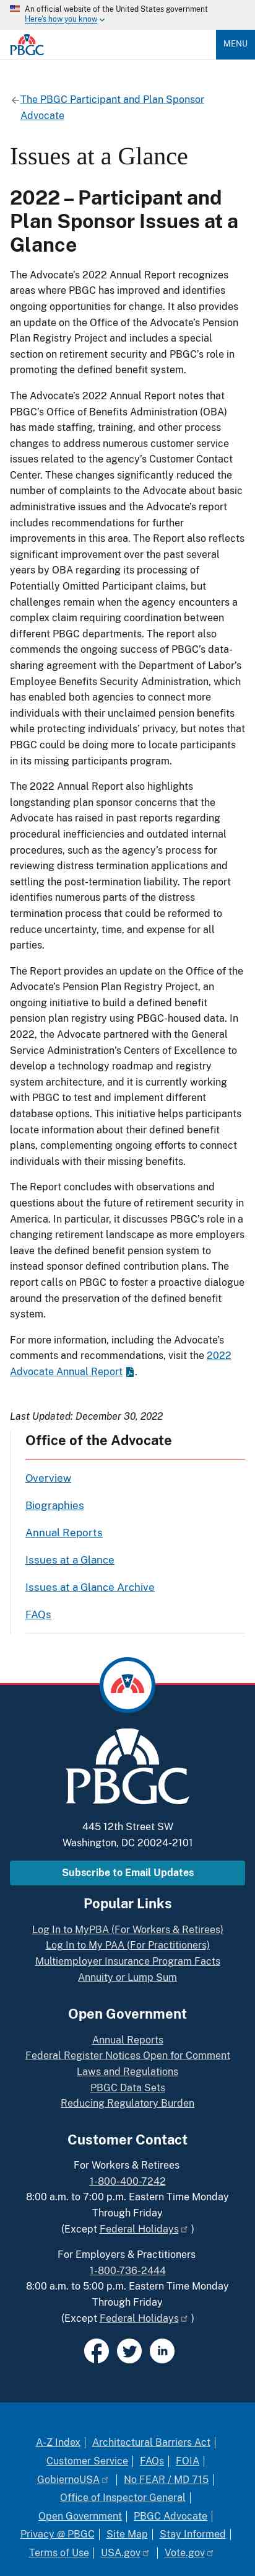 An official website of the United States government
Here's how you know
PBGC
MENU
The PBGC Participant and Plan Sponsor
Advocate
Issues at a Glance
2022 – Participant and
Plan Sponsor Issues at a
Glance
The Advocate’s 2022 Annual Report recognizes
areas where PBGC has improved and identifies
ongoing opportunities for change. It also provides
an update on the Office of the Advocate’s Pension
Plan Registry Project and includes a special
section on retirement security and PBGC’s role in
promoting the defined benefit system.
The Advocate’s 2022 Annual Report notes that
PBGC’s Office of Benefits Administration (OBA)
has made staffing, training, and other protocol
changes to address numerous customer service
issues related to the agency’s Customer Contact
Center. These changes significantly reduced the
number of complaints to the Advocate about
administrative issues and the Advocate’s report
includes recommendations for further
improvements in this area. The report also reflects
significant improvement over the past several
years by OBA regarding its processing of
Potentially Omitted Participant claims, but
challenges remain when these claims involve a
complex claim requiring coordination between
different PBGC departments. The report
commends the ongoing success of PBGC’s data-
sharing agreement with the Department of Labor’s
Employee Benefits Security Administration, which
has and will continue to connect more
individuals with their unclaimed pension benefits
while protecting individuals’ privacy, but notes that
PBGC could be doing more to locate participants
in its missing participants program.
The 2022 Annual Report also highlights
longstanding plan sponsor concerns that the
Advocate has raised in past reports regarding
procedural inefficiencies and outdated internal
procedures, such as the agency’s process for
reviewing distress termination applications and
settling the post-termination liability. The report
identified numerous parts of the distress
termination process that could be reduced or
overhauled to provide a better outcome for all
parties.
The Report provides an update on the Office of the
Advocate’s Pension Plan Registry Project, an
ongoing initiative to build a defined benefit
pension plan registry using PBGC-housed data. In
2022, the Advocate partnered with the General
Service Administration’s Centers of Excellence to
develop a technology roadmap and registry
system architecture, and it is currently working
with PBGC to test and implement different
database options. This initiative helps participants
locate their pension plans, and complements other
ongoing agency and advocacy efforts to connect
individuals with their missing benefits.
The Report concludes with observations and
questions about the future of retirement security in
America. In particular, it discusses PBGC’s role in a
changing retirement landscape as more employers
move to plan sponsor defined contribution plans. The
report calls on PBGC to foster a proactive dialogue
around the preservation of the defined benefit
system.
For more information, including the Advocate’s
comments and recommendations, visit the 2022
Advocate Annual Report.
Last Updated: December 30, 2022
Office of the Advocate
Overview
Biographies
Annual Reports
Issues at a Glance
Issues at a Glance Archive
FAQs
PBGC
445 12th Street SW
Washington, DC 20024-2101
Subscribe to Email Updates
Popular Links
Log In to MyPBA (For Workers & Retirees)
Log In to My PAA (For Practitioners)
Multiemployer Insurance Program Facts
Annuity or Lump Sum
Open Government
Annual Reports
Federal Register Notices Open for Comment
Laws and Regulations
PBGC Data Sets
Reducing Regulatory Burden
Customer Contact
For Workers & Retirees
1-800-400-7242
8:00 a.m. to 7:00 p.m. Eastern Time Monday
Through Friday
(Except Federal Holidays )
For Employers & Practitioners
1-800-736-2444
8:00 a.m. to 5:00 p.m. Eastern Time Monday
Through Friday
(Except Federal Holidays )
in
A-Z Index | Architectural Barriers Act |
Customer Service | FAQs | FOIA |
GobiernoUSA | No FEAR / MD 715 |
Office of Inspector General |
Open Government | PBGC Advocate |
Privacy @ PBGC | Site Map | Stay Informed |
Terms of Use | USA.gov | Vote.gov